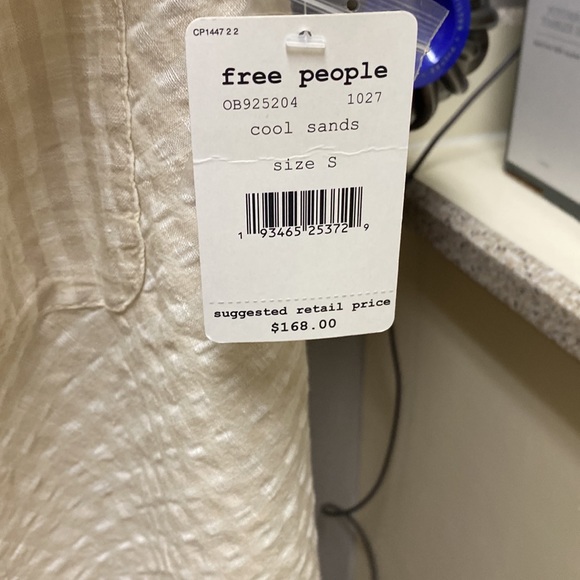 CP1447 2 2
free people
OB925204 1027
cool sands
size S
1 93465 25372 9
suggested retail price
$168.00